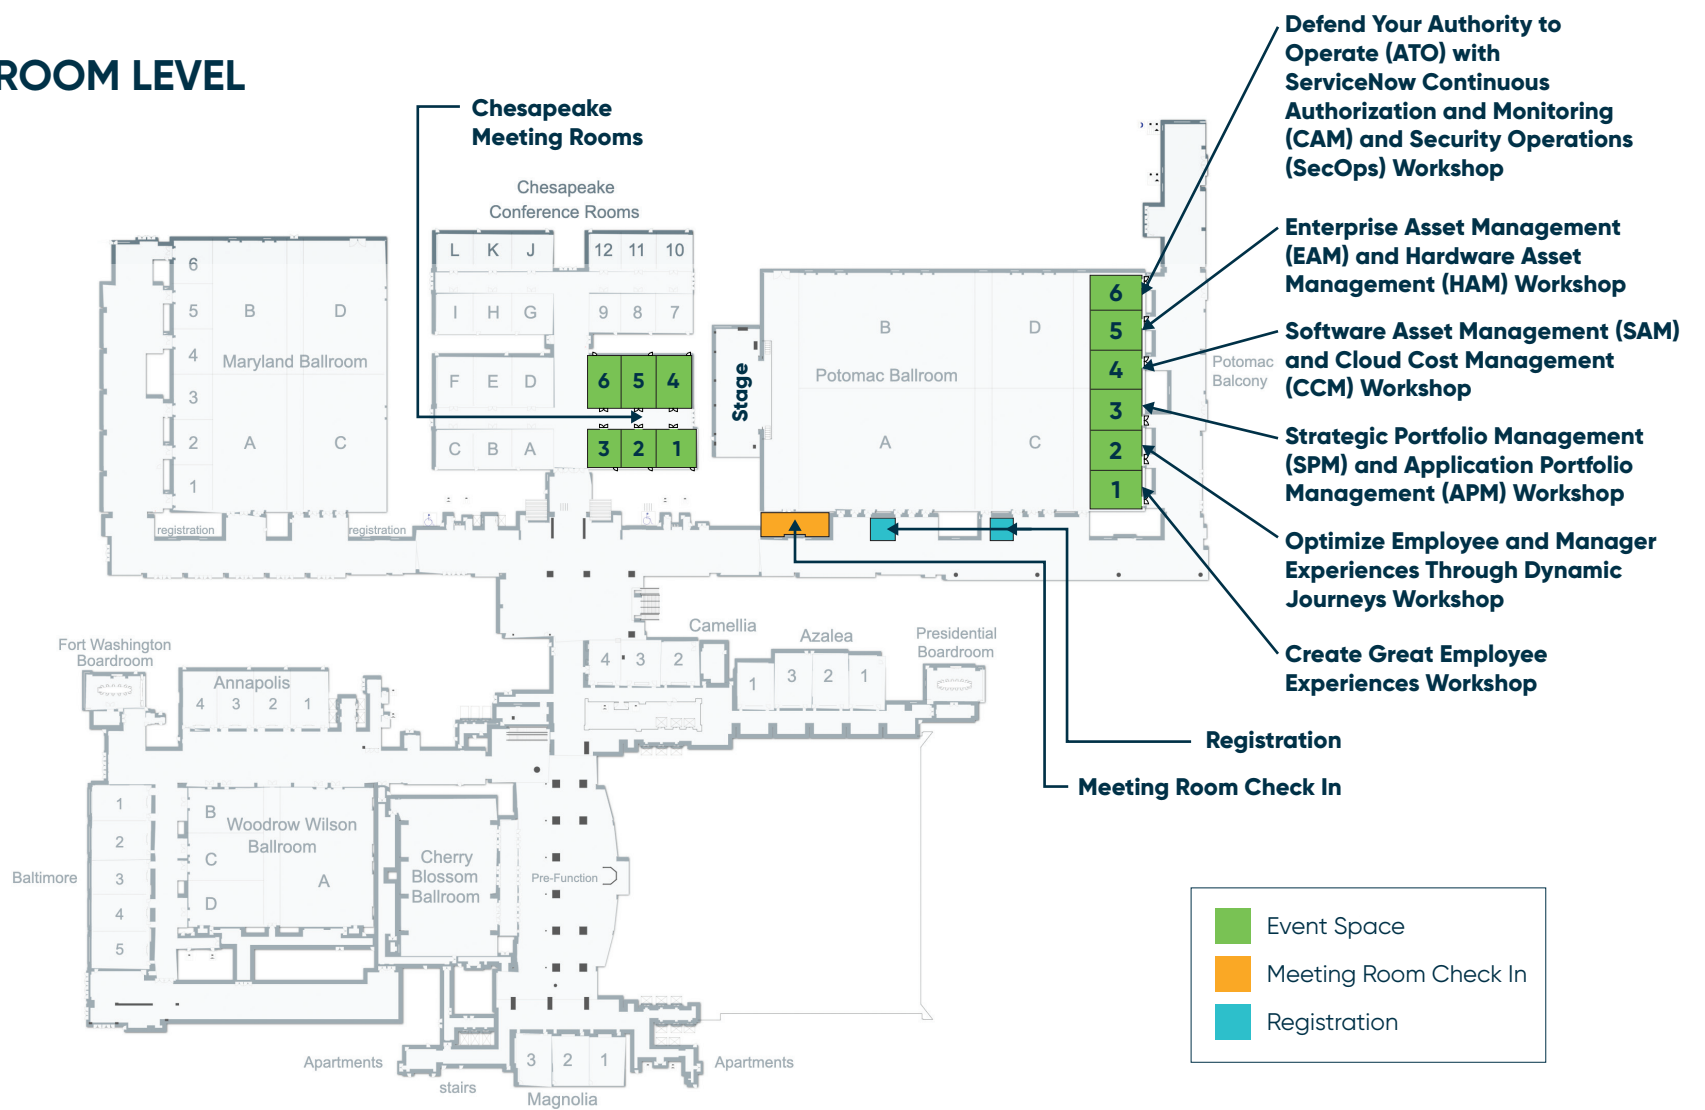 ROOM LEVEL
Chesapeake
Meeting Rooms
Defend Your Authority to
Operate (ATO) with
ServiceNow Continuous
Authorization and Monitoring
(CAM) and Security Operations
(SecOps) Workshop
Enterprise Asset Management
(EAM) and Hardware Asset
Management (HAM) Workshop
Software Asset Management (SAM)
and Cloud Cost Management
(CCM) Workshop
Strategic Portfolio Management
(SPM) and Application Portfolio
Management (APM) Workshop
Optimize Employee and Manager
Experiences Through Dynamic
Journeys Workshop
Create Great Employee
Experiences Workshop
Registration
Meeting Room Check In
Chesapeake
Conference Rooms
L K J 12 11 10
I H G 9 8 7
F E D 6 5 4
C B A 3 2 1
6
5
4
3
2
1
B D
Maryland Ballroom
A C
registration registration
Stage
B D
Potomac Ballroom
A C
6
5
4
3
2
1
Potomac
Balcony
Fort Washington
Boardroom
Annapolis
4 3 2 1
Camellia
4 3 2
Azalea
1 3 2 1
Presidential
Boardroom
Baltimore
1
2
3
4
5
B
Woodrow Wilson
Ballroom
C
A
D
Cherry
Blossom
Ballroom
Pre-Function
Apartments
stairs
3 2 1
Magnolia
Apartments
Event Space
Meeting Room Check In
Registration